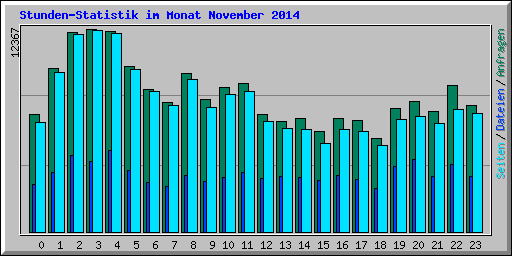 Stunden-Statistik im Monat November 2014
12367
Seiten / Dateien / Anfragen
0 1 2 3 4 5 6 7 8 9 10 11 12 13 14 15 16 17 18 19 20 21 22 23